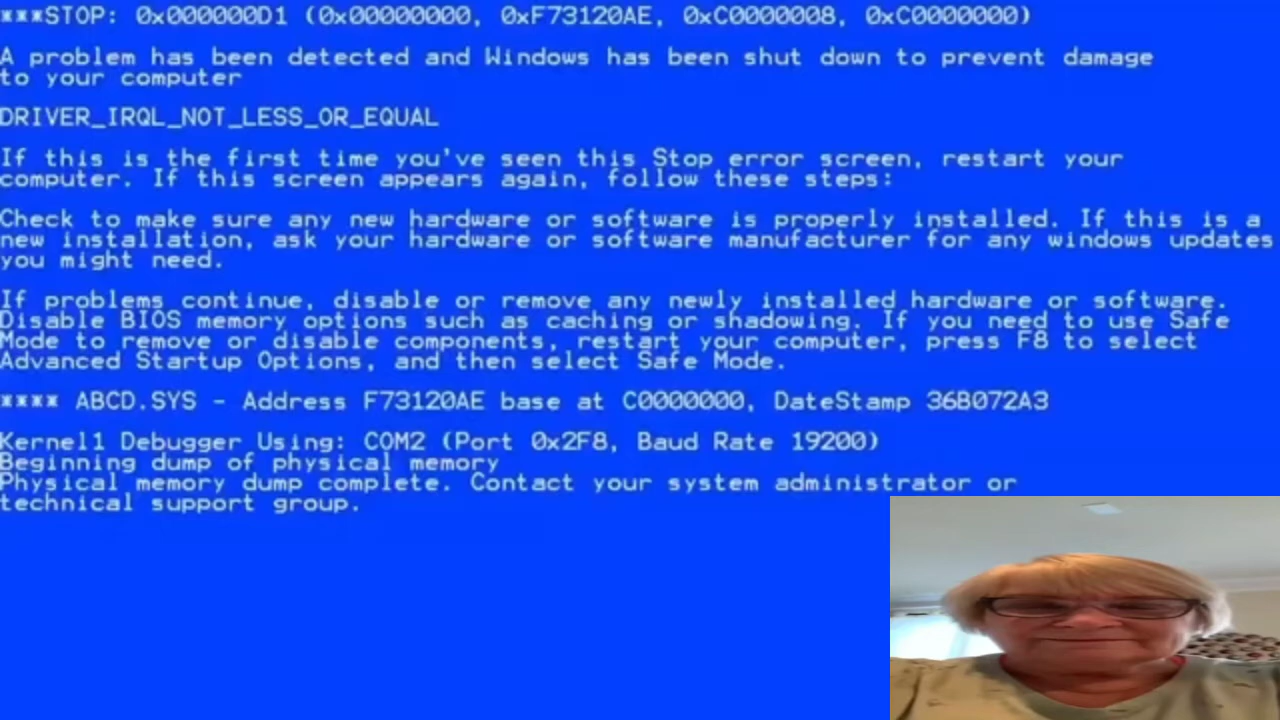 ***STOP: 0x000000D1 (0x00000000, 0xF73120AE, 0xC0000008, 0xC0000000)
A problem has been detected and Windows has been shut down to prevent damage
to your computer
DRIVER_IRQL_NOT_LESS_OR_EQUAL
If this is the first time you've seen this Stop error screen, restart your
computer. If this screen appears again, follow these steps:
Check to make sure any new hardware or software is properly installed. If this is a
new installation, ask your hardware or software manufacturer for any windows updates
you might need.
If problems continue, disable or remove any newly installed hardware or software.
Disable BIOS memory options such as caching or shadowing. If you need to use Safe
Mode to remove or disable components, restart your computer, press F8 to select
Advanced Startup Options, and then select Safe Mode.
**** ABCD.SYS - Address F73120AE base at C0000000, DateStamp 36B072A3
Kernel1 Debugger Using: COM2 (Port 0x2F8, Baud Rate 19200)
Beginning dump of physical memory
Physical memory dump complete. Contact your system administrator or
technical support group.